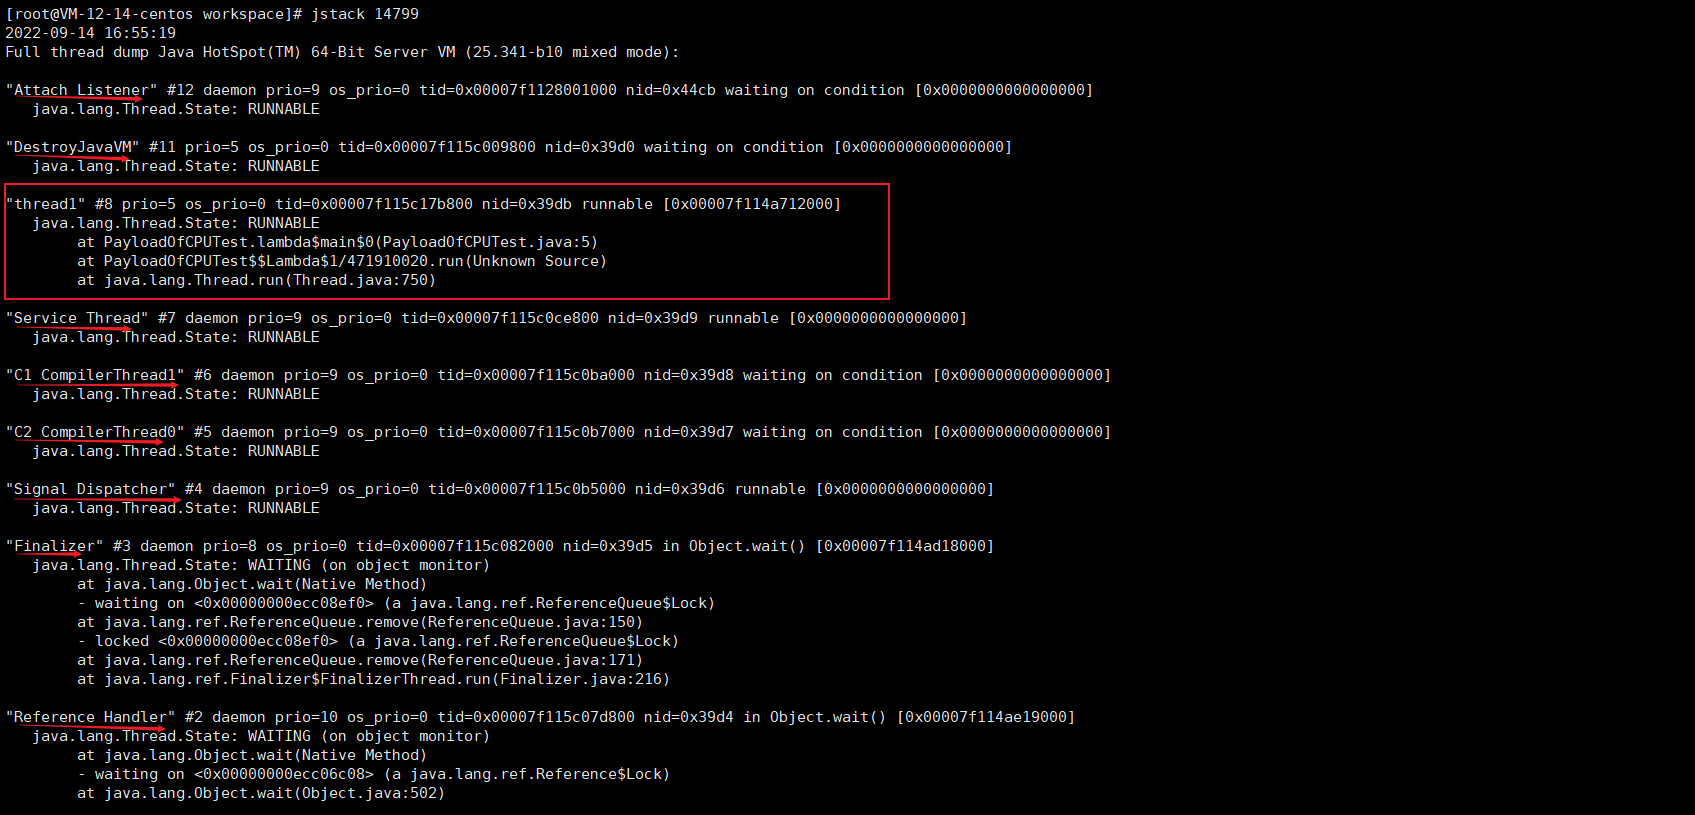 [root@VM-12-14-centos workspace]# jstack 14799
2022-09-14 16:55:19
Full thread dump Java HotSpot(TM) 64-Bit Server VM (25.341-b10 mixed mode):

"Attach Listener" #12 daemon prio=9 os_prio=0 tid=0x00007f1128001000 nid=0x44cb waiting on condition [0x0000000000000000]
   java.lang.Thread.State: RUNNABLE

"DestroyJavaVM" #11 prio=5 os_prio=0 tid=0x00007f115c009800 nid=0x39d0 waiting on condition [0x0000000000000000]
   java.lang.Thread.State: RUNNABLE

"thread1" #8 prio=5 os_prio=0 tid=0x00007f115c17b800 nid=0x39db runnable [0x00007f114a712000]
   java.lang.Thread.State: RUNNABLE
        at PayloadOfCPUTest.lambda$main$0(PayloadOfCPUTest.java:5)
        at PayloadOfCPUTest$$Lambda$1/471910020.run(Unknown Source)
        at java.lang.Thread.run(Thread.java:750)

"Service Thread" #7 daemon prio=9 os_prio=0 tid=0x00007f115c0ce800 nid=0x39d9 runnable [0x0000000000000000]
   java.lang.Thread.State: RUNNABLE

"C1 CompilerThread1" #6 daemon prio=9 os_prio=0 tid=0x00007f115c0ba000 nid=0x39d8 waiting on condition [0x0000000000000000]
   java.lang.Thread.State: RUNNABLE

"C2 CompilerThread0" #5 daemon prio=9 os_prio=0 tid=0x00007f115c0b7000 nid=0x39d7 waiting on condition [0x0000000000000000]
   java.lang.Thread.State: RUNNABLE

"Signal Dispatcher" #4 daemon prio=9 os_prio=0 tid=0x00007f115c0b5000 nid=0x39d6 runnable [0x0000000000000000]
   java.lang.Thread.State: RUNNABLE

"Finalizer" #3 daemon prio=8 os_prio=0 tid=0x00007f115c082000 nid=0x39d5 in Object.wait() [0x00007f114ad18000]
   java.lang.Thread.State: WAITING (on object monitor)
        at java.lang.Object.wait(Native Method)
        - waiting on <0x00000000ecc08ef0> (a java.lang.ref.ReferenceQueue$Lock)
        at java.lang.ref.ReferenceQueue.remove(ReferenceQueue.java:150)
        - locked <0x00000000ecc08ef0> (a java.lang.ref.ReferenceQueue$Lock)
        at java.lang.ref.ReferenceQueue.remove(ReferenceQueue.java:171)
        at java.lang.ref.Finalizer$FinalizerThread.run(Finalizer.java:216)

"Reference Handler" #2 daemon prio=10 os_prio=0 tid=0x00007f115c07d800 nid=0x39d4 in Object.wait() [0x00007f114ae19000]
   java.lang.Thread.State: WAITING (on object monitor)
        at java.lang.Object.wait(Native Method)
        - waiting on <0x00000000ecc06c08> (a java.lang.ref.Reference$Lock)
        at java.lang.Object.wait(Object.java:502)